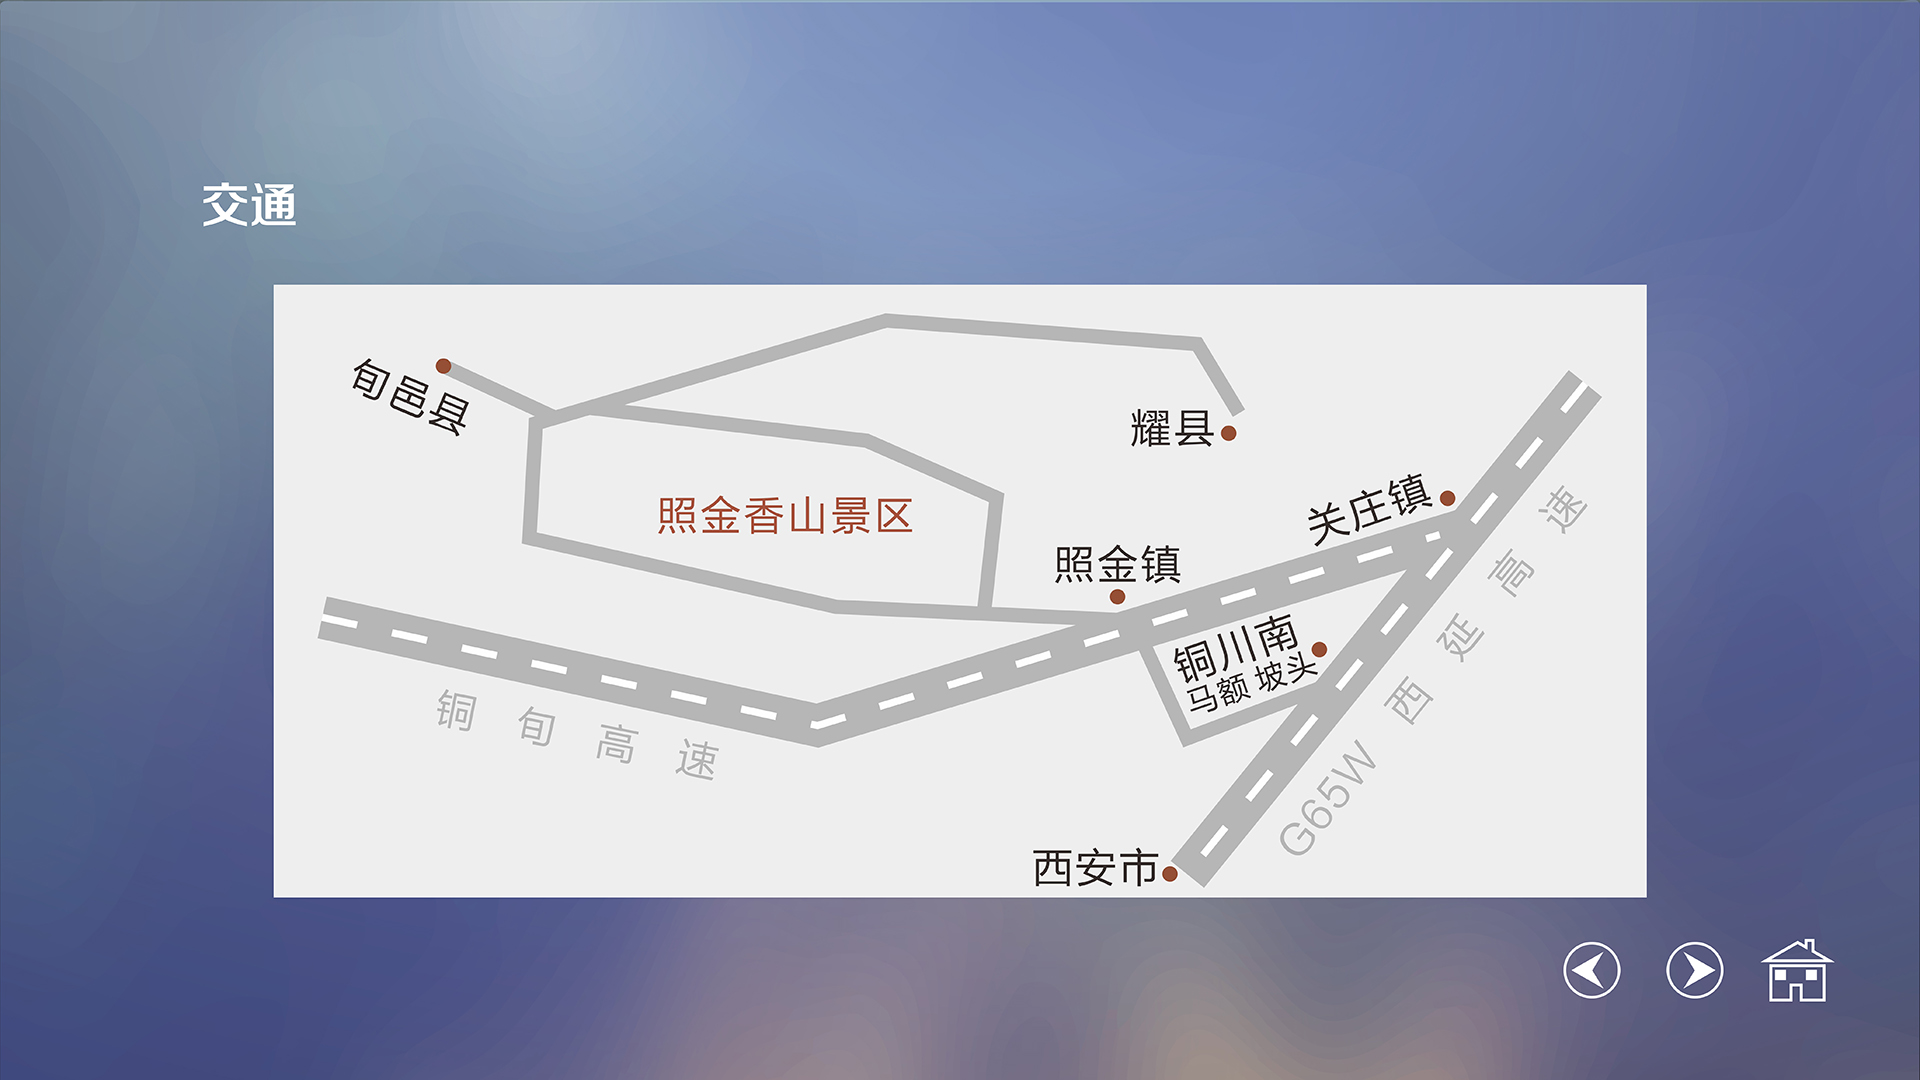 交通
旬邑县
耀县
照金香山景区
关庄镇
照金镇
铜川南
马额 坡头
铜旬高速
G65W 西延高速
西安市